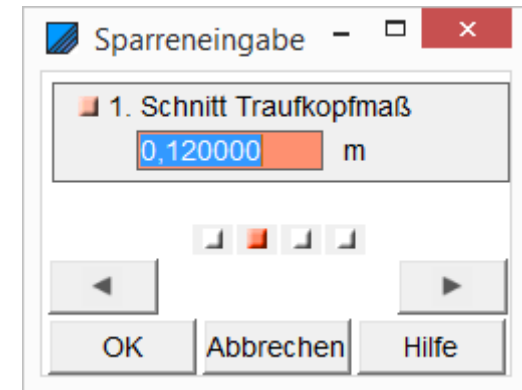 Sparreneingabe
1. Schnitt Traufkopfmaß
0,120000 m
OK Abbrechen Hilfe